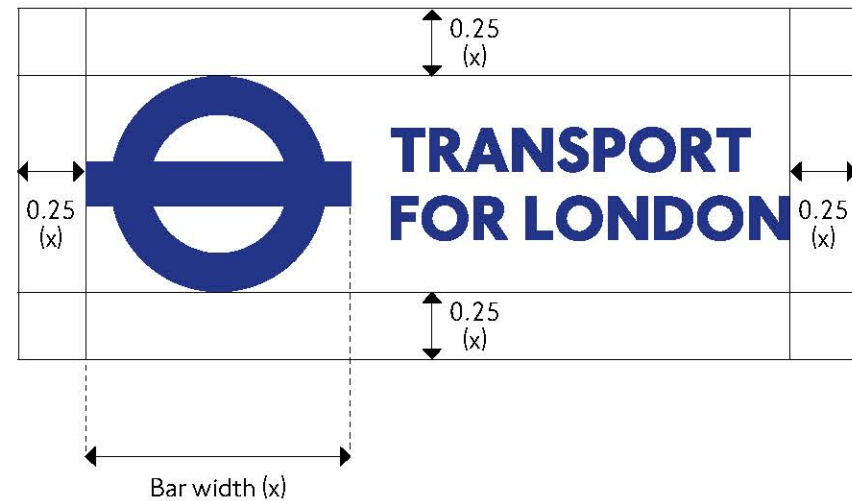 0.25
(x)
TRANSPORT
FOR LONDON
0.25
(x)
0.25
(x)
0.25
(x)
Bar width (x)